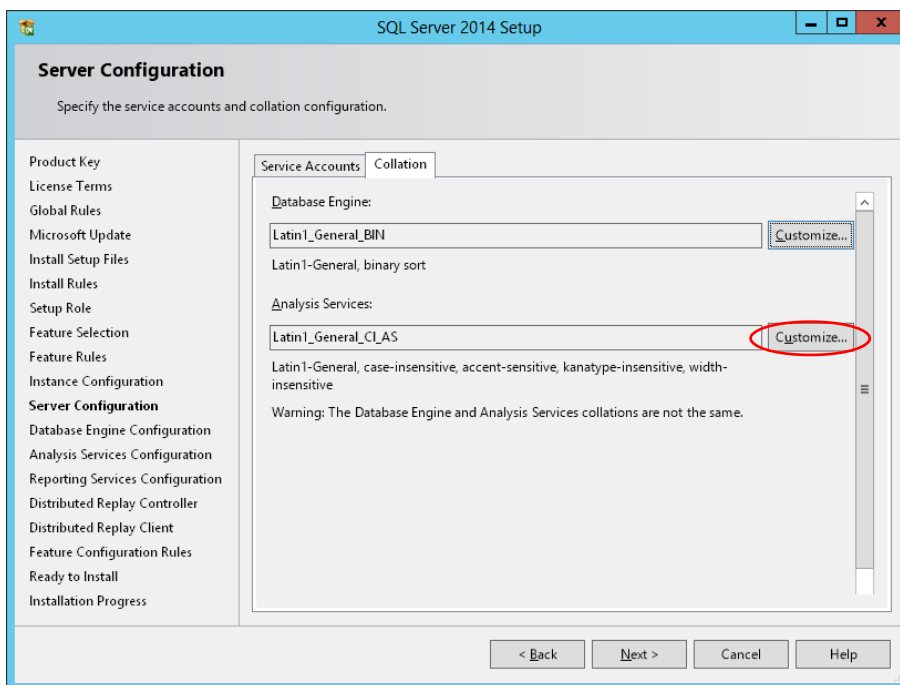 SQL Server 2014 Setup
Server Configuration
Specify the service accounts and collation configuration.
Product Key
License Terms
Global Rules
Microsoft Update
Install Setup Files
Install Rules
Setup Role
Feature Selection
Feature Rules
Instance Configuration
Server Configuration
Database Engine Configuration
Analysis Services Configuration
Reporting Services Configuration
Distributed Replay Controller
Distributed Replay Client
Feature Configuration Rules
Ready to Install
Installation Progress
Service Accounts Collation
Database Engine:
Latin1_General_BIN Customize...
Latin1-General, binary sort
Analysis Services:
Latin1_General_CI_AS Customize...
Latin1-General, case-insensitive, accent-sensitive, kanatype-insensitive, width-
insensitive
Warning: The Database Engine and Analysis Services collations are not the same.
< Back Next > Cancel Help